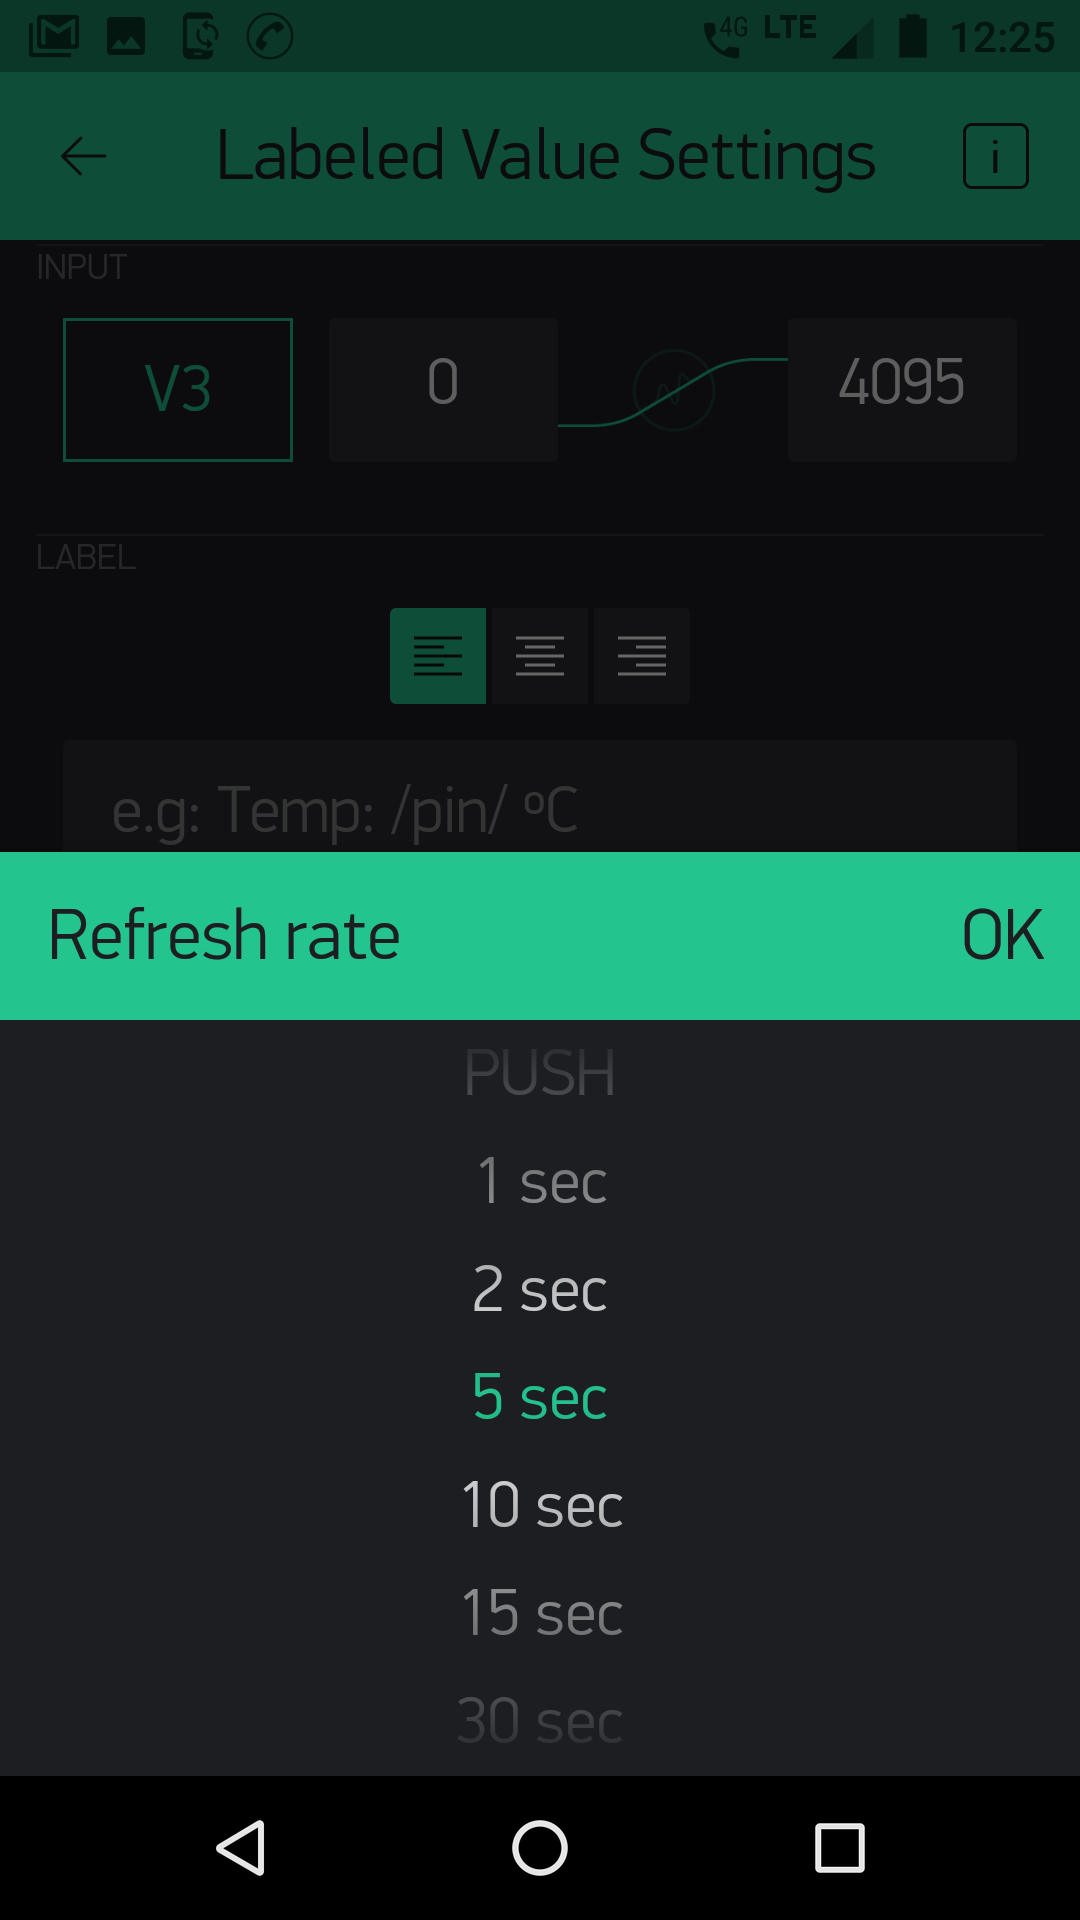 4G LTE 12:25
Labeled Value Settings i
INPUT
V3 0 4095
LABEL
e.g: Temp: /pin/ ºC
Refresh rate OK
PUSH
1 sec
2 sec
5 sec
10 sec
15 sec
30 sec